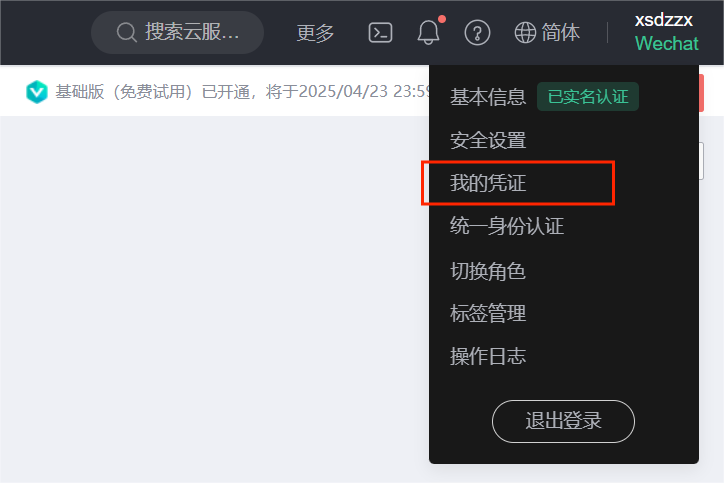 搜索云服...
更多
简体
xsdzzx
Wechat
基础版（免费试用）已开通，将于2025/04/23 23:59
基本信息 已实名认证
安全设置
我的凭证
统一身份认证
切换角色
标签管理
操作日志
退出登录